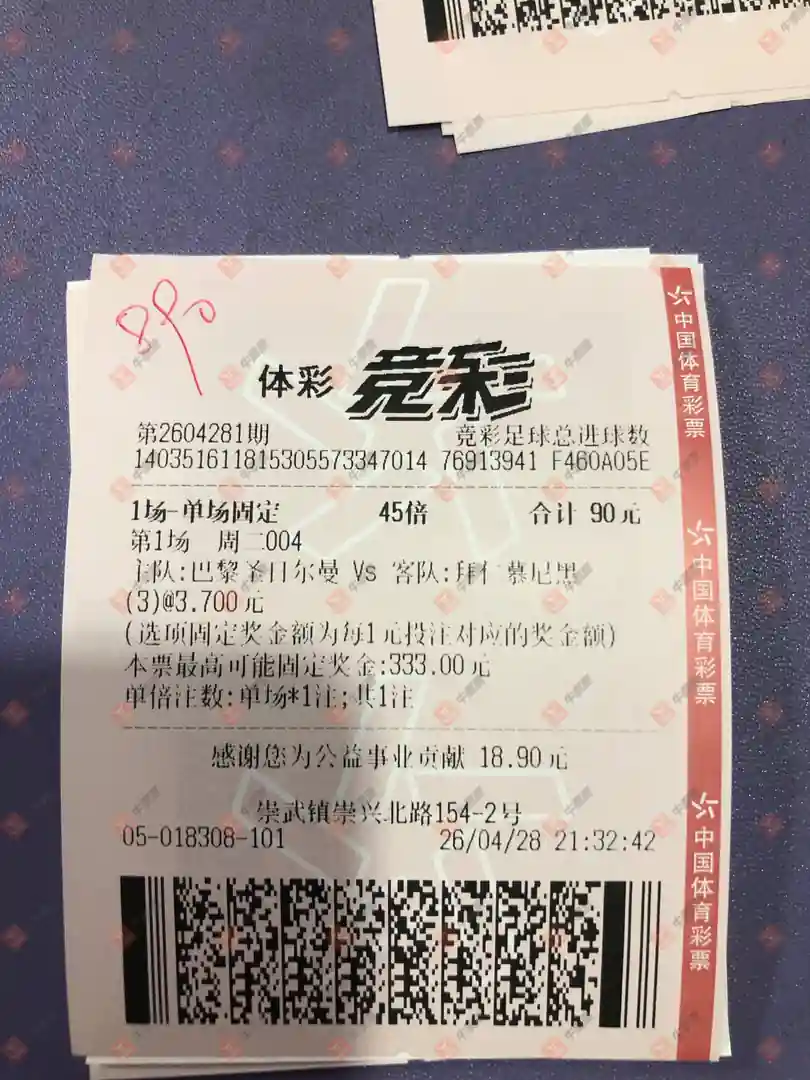 890
体彩 竞彩
第2604281期 竞彩足球总进球数
140351611815305573347014 76913941 F460A05E
1场-单场固定 45倍 合计 90元
第1场 周二004
主队:巴黎圣日尔曼 Vs 客队:拜仁慕尼黑
(3)@3.700元
(选项固定奖金额为每1元投注对应的奖金额)
本票最高可能固定奖金:333.00元
单倍注数:单场*1注;共1注
感谢您为公益事业贡献 18.90元
崇武镇崇兴北路154-2号
05-018308-101 26/04/28 21:32:42
中国体育彩票
中国体育彩票
中国体育彩票